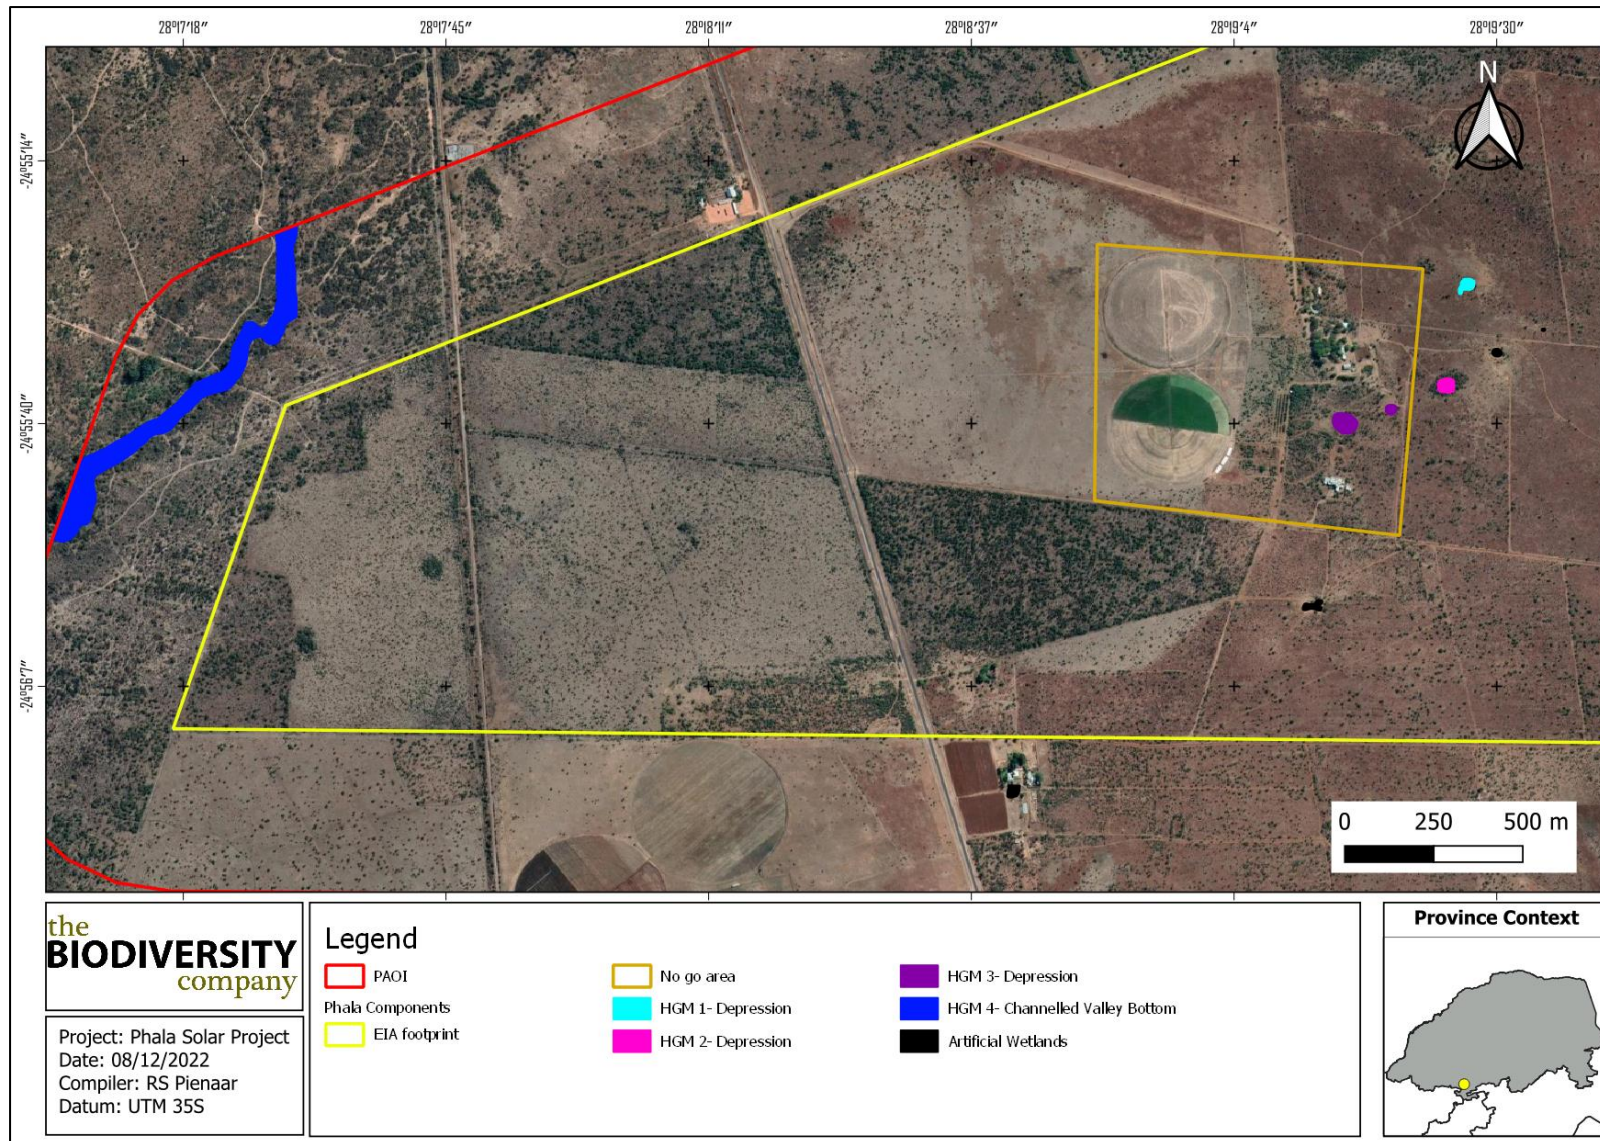 28°17'18" 28°17'45" 28°18'11" 28°18'37" 28°19'4" 28°19'30"
N
-24°55'14"
-24°55'40"
-24°56'7"
0 250 500 m
the
BIODIVERSITY
company
Project: Phala Solar Project
Date: 08/12/2022
Compiler: RS Pienaar
Datum: UTM 35S
Legend
PAOI
Phala Components
EIA footprint
No go area
HGM 1- Depression
HGM 2- Depression
HGM 3- Depression
HGM 4- Channelled Valley Bottom
Artificial Wetlands
Province Context